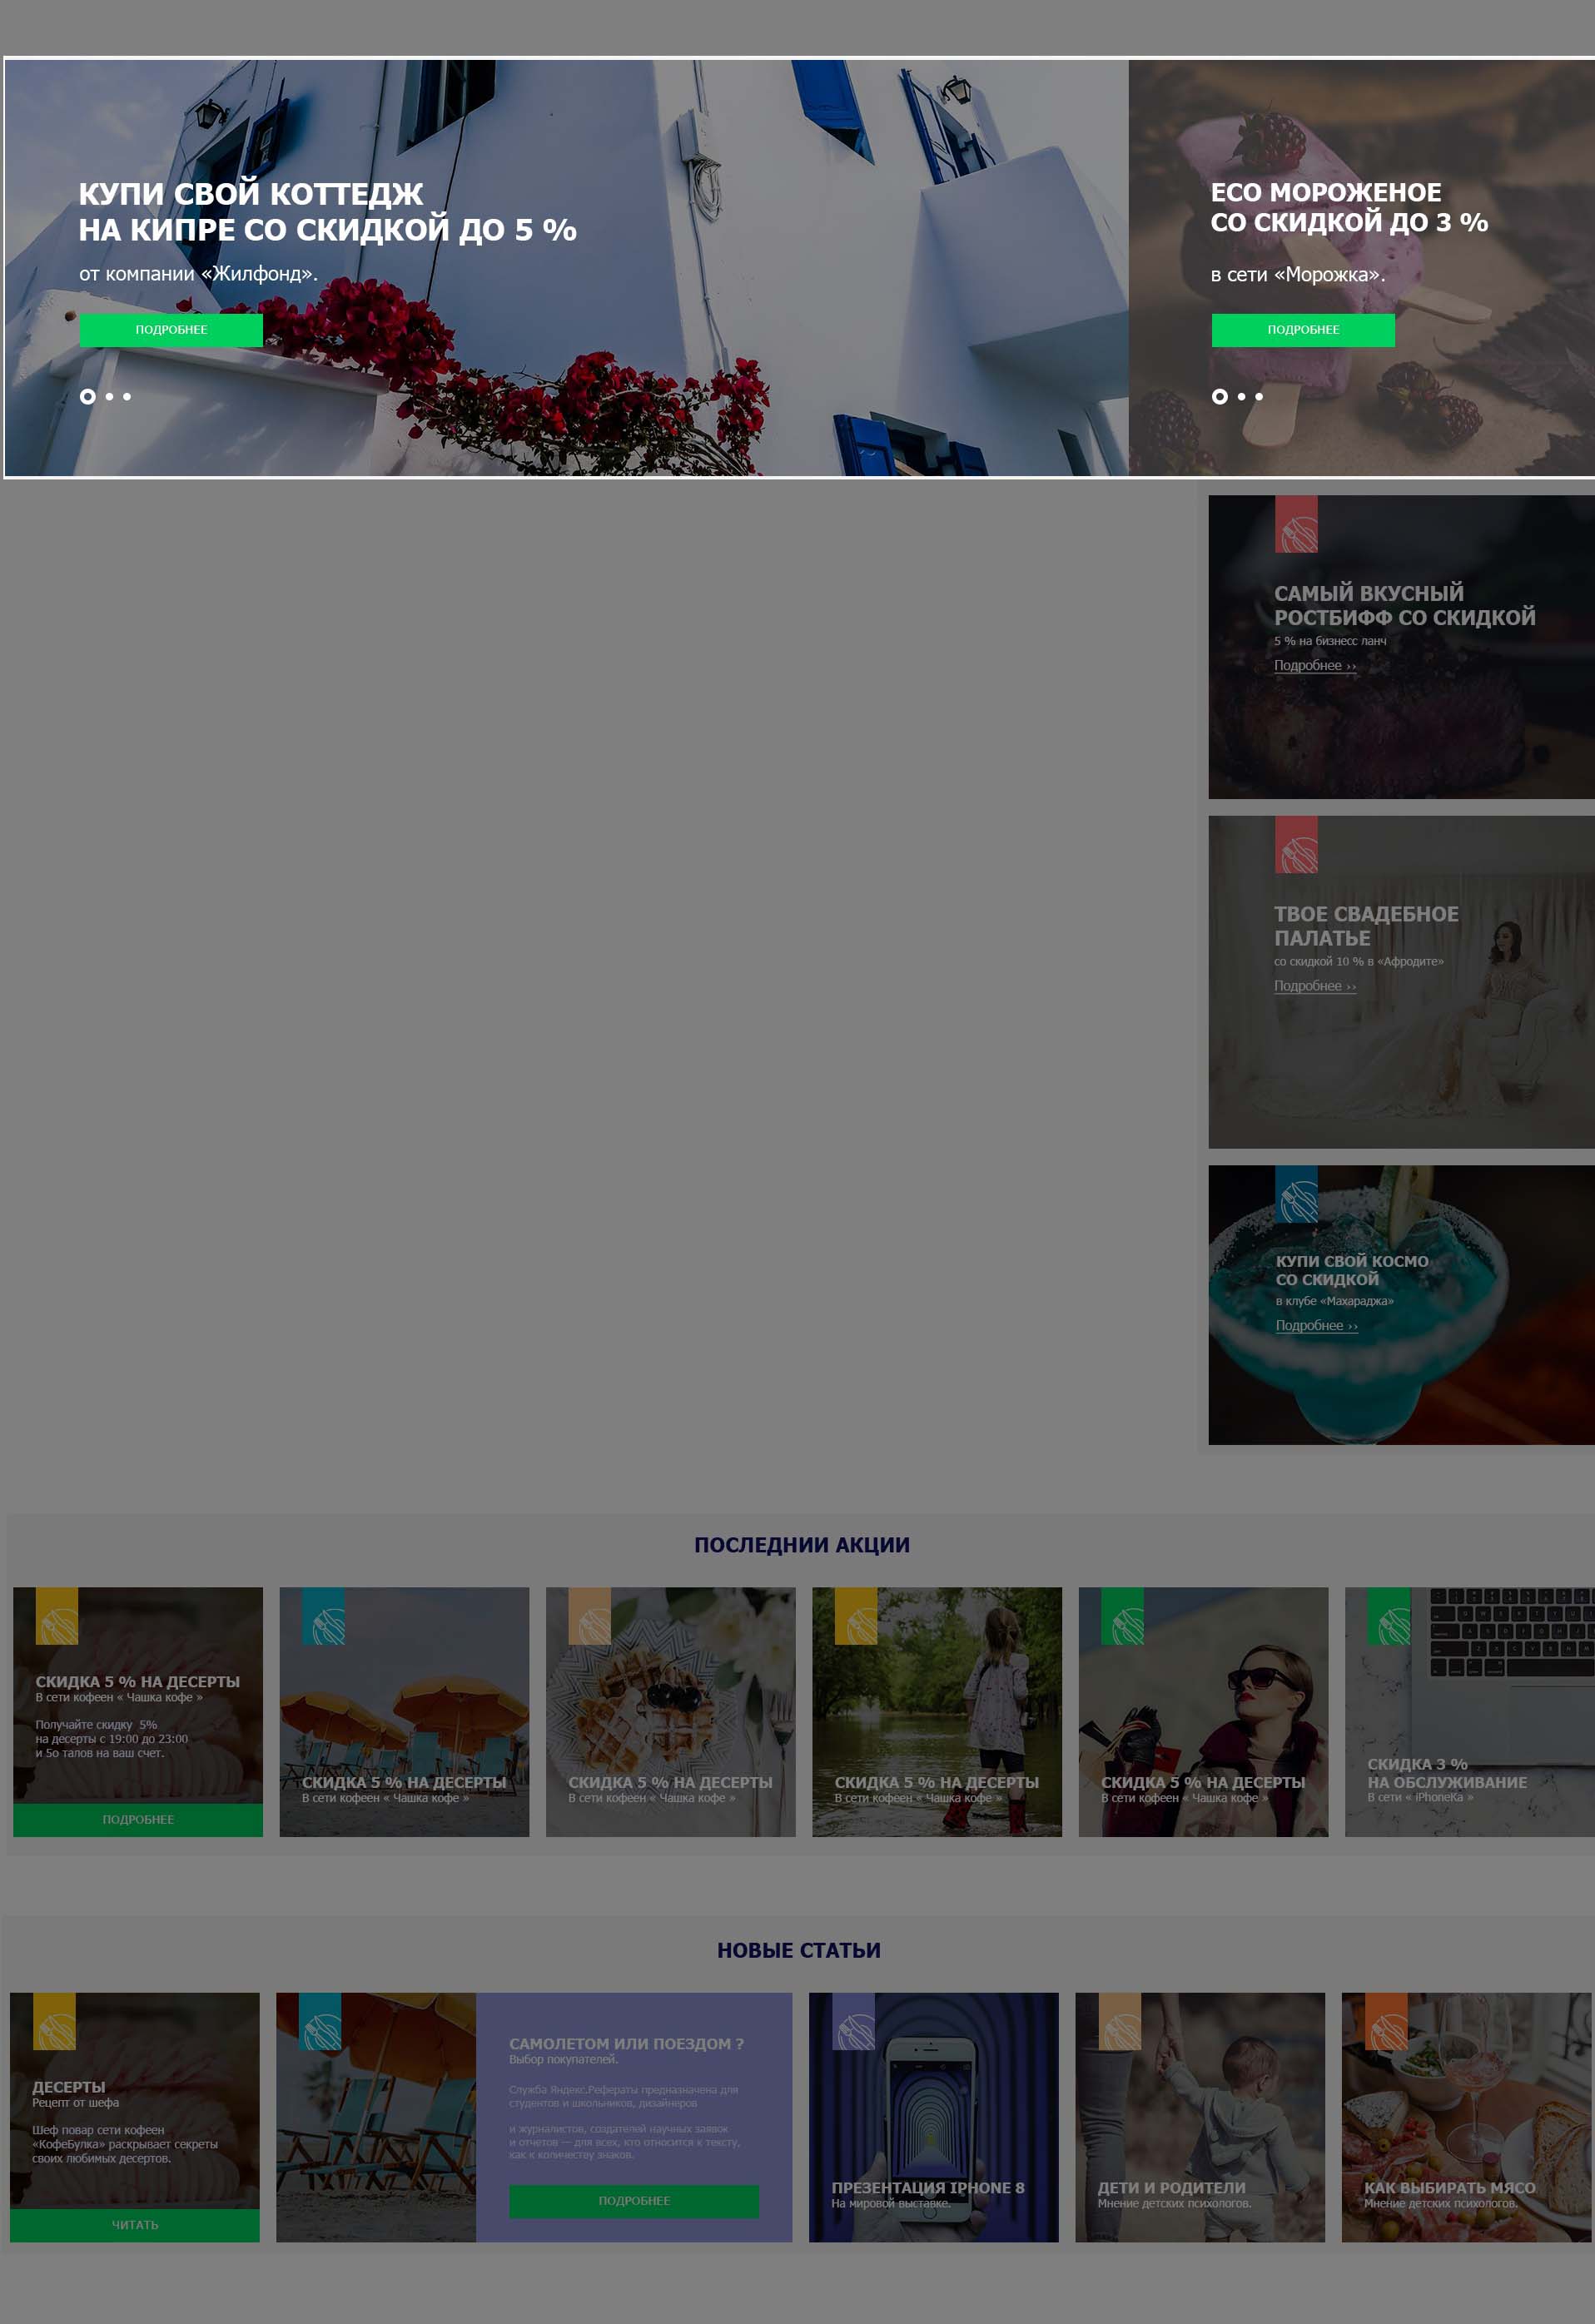 КУПИ СВОЙ КОТТЕДЖ
НА КИПРЕ СО СКИДКОЙ ДО 5 %
от компании «Жилфонд».
ПОДРОБНЕЕ
ECO МОРОЖЕНОЕ
СО СКИДКОЙ ДО 3 %
в сети «Морожка».
ПОДРОБНЕЕ
САМЫЙ ВКУСНЫЙ
РОСТБИФФ СО СКИДКОЙ
5 % на бизнесс ланч
Подробнее ››
ТВОЕ СВАДЕБНОЕ
ПАЛАТЬЕ
со скидкой 10 % в «Афродите»
Подробнее ››
КУПИ СВОЙ КОСМО
СО СКИДКОЙ
в клубе «Махараджа»
Подробнее ››
ПОСЛЕДНИИ АКЦИИ
СКИДКА 5 % НА ДЕСЕРТЫ
В сети кофеен « Чашка кофе »
Получайте скидку 5%
на десерты с 19:00 до 23:00
и 5о талов на ваш счет.
ПОДРОБНЕЕ
СКИДКА 5 % НА ДЕСЕРТЫ
В сети кофеен « Чашка кофе »
СКИДКА 5 % НА ДЕСЕРТЫ
В сети кофеен « Чашка кофе »
СКИДКА 5 % НА ДЕСЕРТЫ
В сети кофеен « Чашка кофе »
СКИДКА 5 % НА ДЕСЕРТЫ
В сети кофеен « Чашка кофе »
СКИДКА 3 %
НА ОБСЛУЖИВАНИЕ
В сети « iPhoneKa »
НОВЫЕ СТАТЬИ
ДЕСЕРТЫ
Рецепт от шефа
Шеф повар сети кофеен
«КофеБулка» раскрывает секреты
своих любимых десертов.
ЧИТАТЬ
САМОЛЕТОМ ИЛИ ПОЕЗДОМ ?
Выбор покупателей.
Служба Яндекс.Рефераты предназначена для
студентов и школьников, дизайнеров
и журналистов, создателей научных заявок
и отчетов — для всех, кто относится к тексту,
как к количеству знаков.
ПОДРОБНЕЕ
ПРЕЗЕНТАЦИЯ IPHONE 8
На мировой выставке.
ДЕТИ И РОДИТЕЛИ
Мнение детских психологов.
КАК ВЫБИРАТЬ МЯСО
Мнение детских психологов.